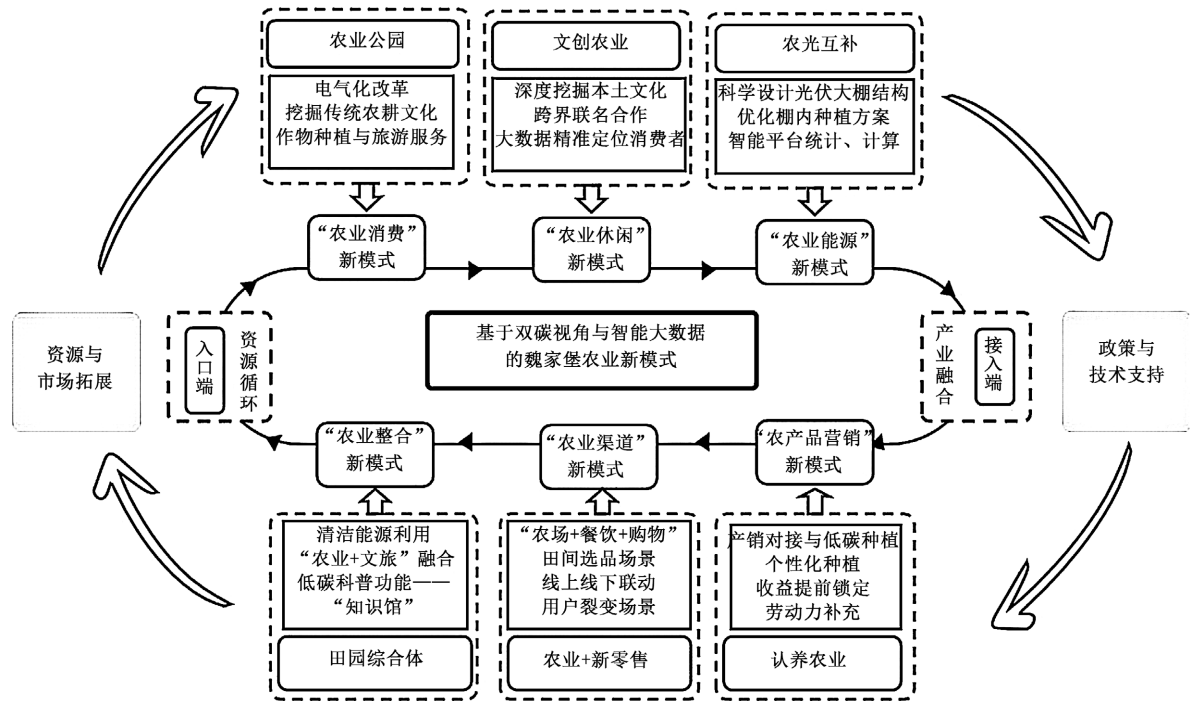 农业公园
电气化改革
挖掘传统农耕文化
作物种植与旅游服务
文创农业
深度挖掘本土文化
跨界联名合作
大数据精准定位消费者
农光互补
科学设计光伏大棚结构
优化棚内种植方案
智能平台统计、计算
“农业消费”
新模式
“农业休闲”
新模式
“农业能源”
新模式
资源与
市场拓展
入口端
资源循环
基于双碳视角与智能大数据
的魏家堡农业新模式
产业融合
接入端
政策与
技术支持
“农业整合”
新模式
“农业渠道”
新模式
“农产品营销”
新模式
清洁能源利用
“农业+文旅”融合
低碳科普功能——
“知识馆”
田园综合体
“农场+餐饮+购物”
田间选品场景
线上线下联动
用户裂变场景
农业+新零售
产销对接与低碳种植
个性化种植
收益提前锁定
劳动力补充
认养农业